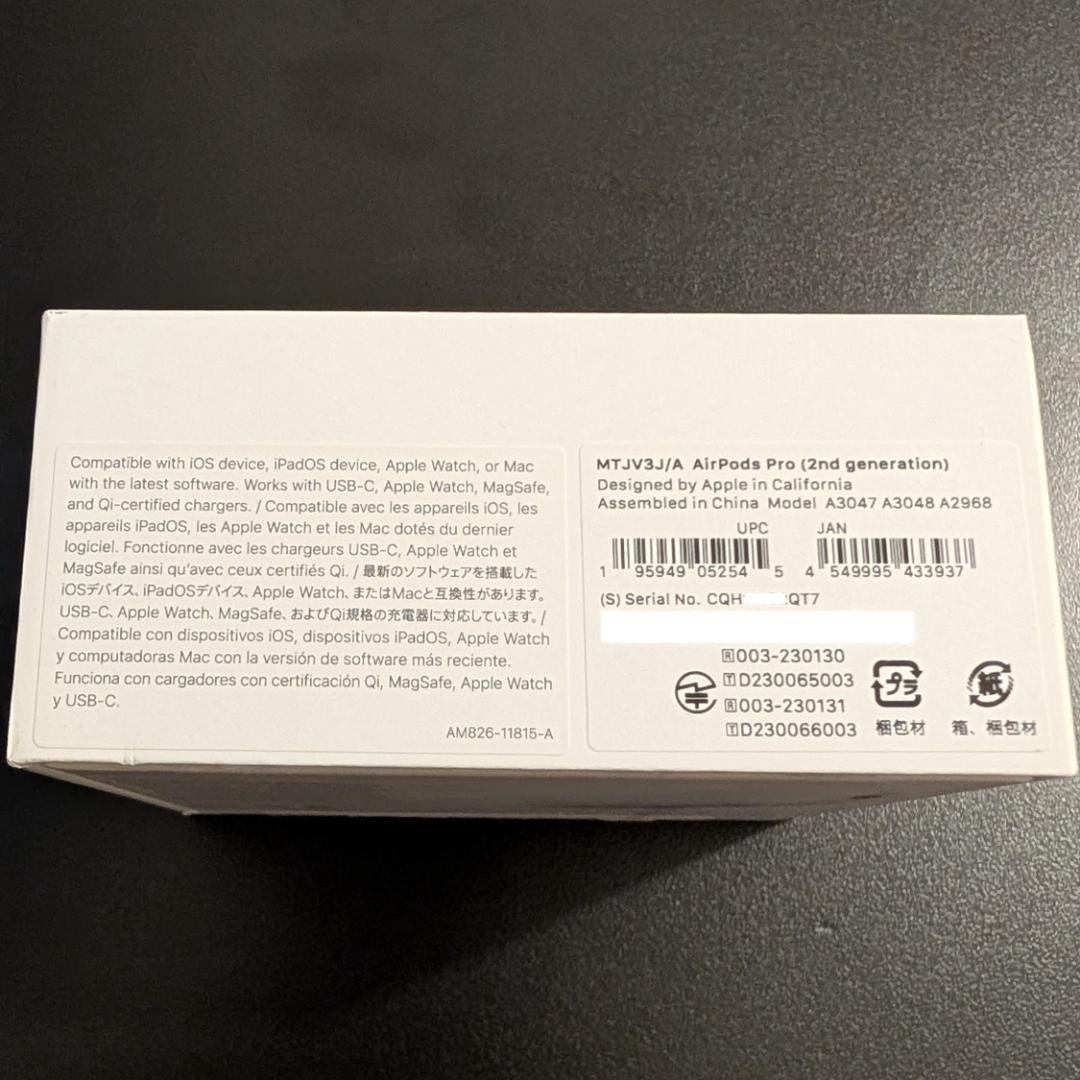 Compatible with iOS device, iPadOS device, Apple Watch, or Mac
with the latest software. Works with USB-C, Apple Watch, MagSafe,
and Qi-certified chargers. / Compatible avec les appareils iOS, les
appareils iPadOS, les Apple Watch et les Mac dotés du dernier
logiciel. Fonctionne avec les chargeurs USB-C, Apple Watch et
MagSafe ainsi qu'avec ceux certifiés Qi. / 最新のソフトウェアを搭載した
iOSデバイス、iPadOSデバイス、Apple Watch、またはMacと互換性があります。
USB-C、Apple Watch、MagSafe、およびQi規格の充電器に対応しています。/
Compatible con dispositivos iOS, dispositivos iPadOS, Apple Watch
y computadoras Mac con la versión de software más reciente.
Funciona con cargadores con certificación Qi, MagSafe, Apple Watch
y USB-C.
AM826-11815-A
MTJV3J/A AirPods Pro (2nd generation)
Designed by Apple in California
Assembled in China Model A3047 A3048 A2968
UPC JAN
1 95949 05254 5 4 549995 433937
(S) Serial No. CQH QT7
R003-230130
TD230065003
R003-231131
TD230066003
プラ
梱包材
紙
箱、梱包材